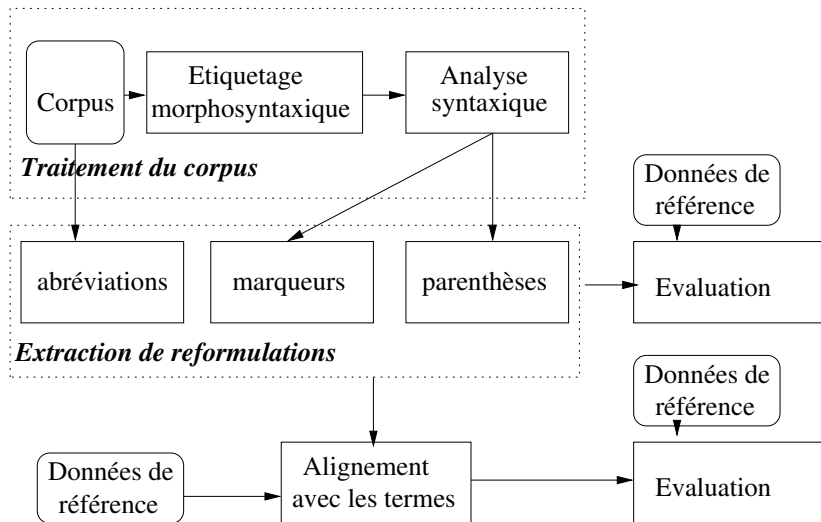 Corpus
Etiquetage
morphosyntaxique
Analyse
syntaxique
Traitement du corpus
Données de
référence
abréviations
marqueurs
parenthèses
Evaluation
Extraction de reformulations
Données de
référence
Données de
référence
Alignement
avec les termes
Evaluation